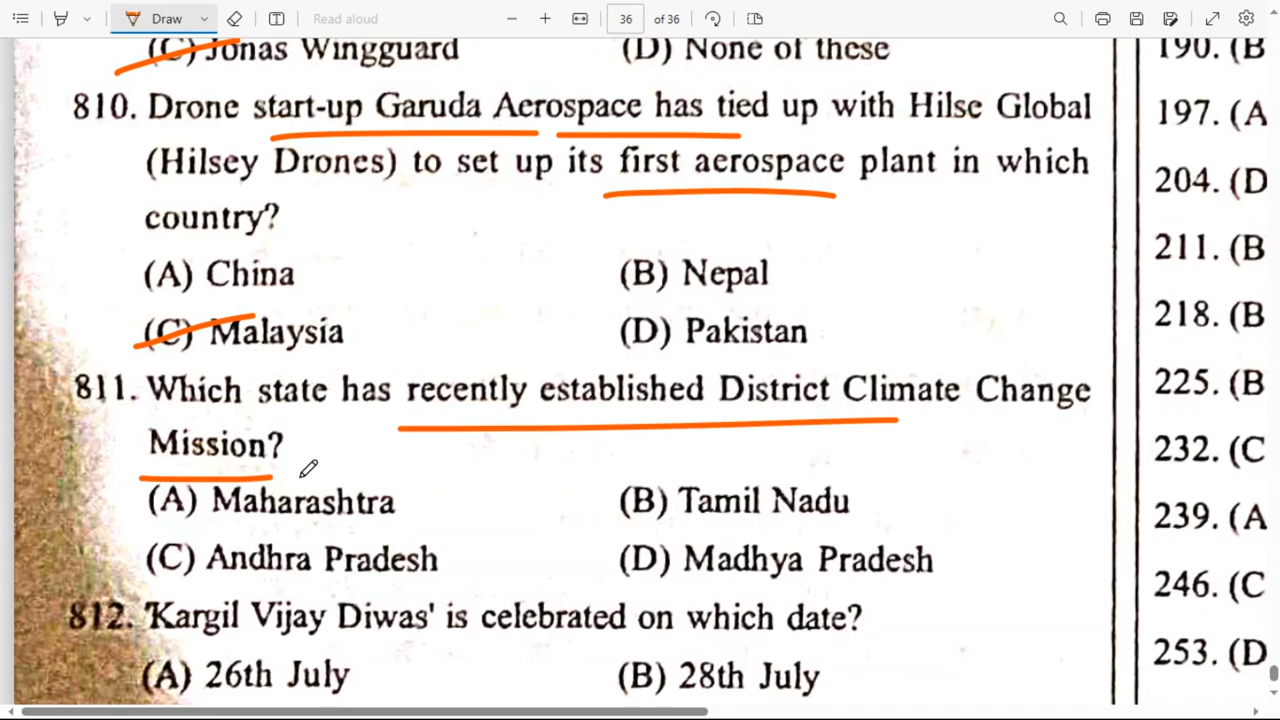 Draw
Read aloud
36
of 36
(C) Jonas Wingguard
(D) None of these
810. Drone start-up Garuda Aerospace has tied up with Hilse Global
(Hilsey Drones) to set up its first aerospace plant in which
country?
(A) China
(B) Nepal
(C) Malaysia
(D) Pakistan
811. Which state has recently established District Climate Change
Mission?
(A) Maharashtra
(B) Tamil Nadu
(C) Andhra Pradesh
(D) Madhya Pradesh
812. 'Kargil Vijay Diwas' is celebrated on which date?
(A) 26th July
(B) 28th July
190. (B
197. (A
204. (D
211. (B
218. (B
225. (B
232. (C
239. (A
246. (C
253. (D